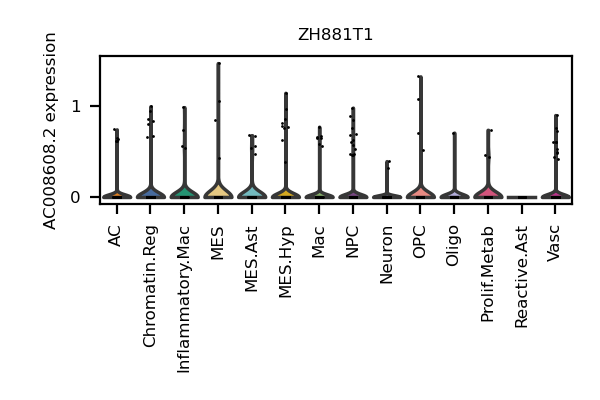 ZH881T1
AC008608.2 expression
1
0
AC
Chromatin.Reg
Inflammatory.Mac
MES
MES.Ast
MES.Hyp
Mac
NPC
Neuron
OPC
Oligo
Prolif.Metab
Reactive.Ast
Vasc